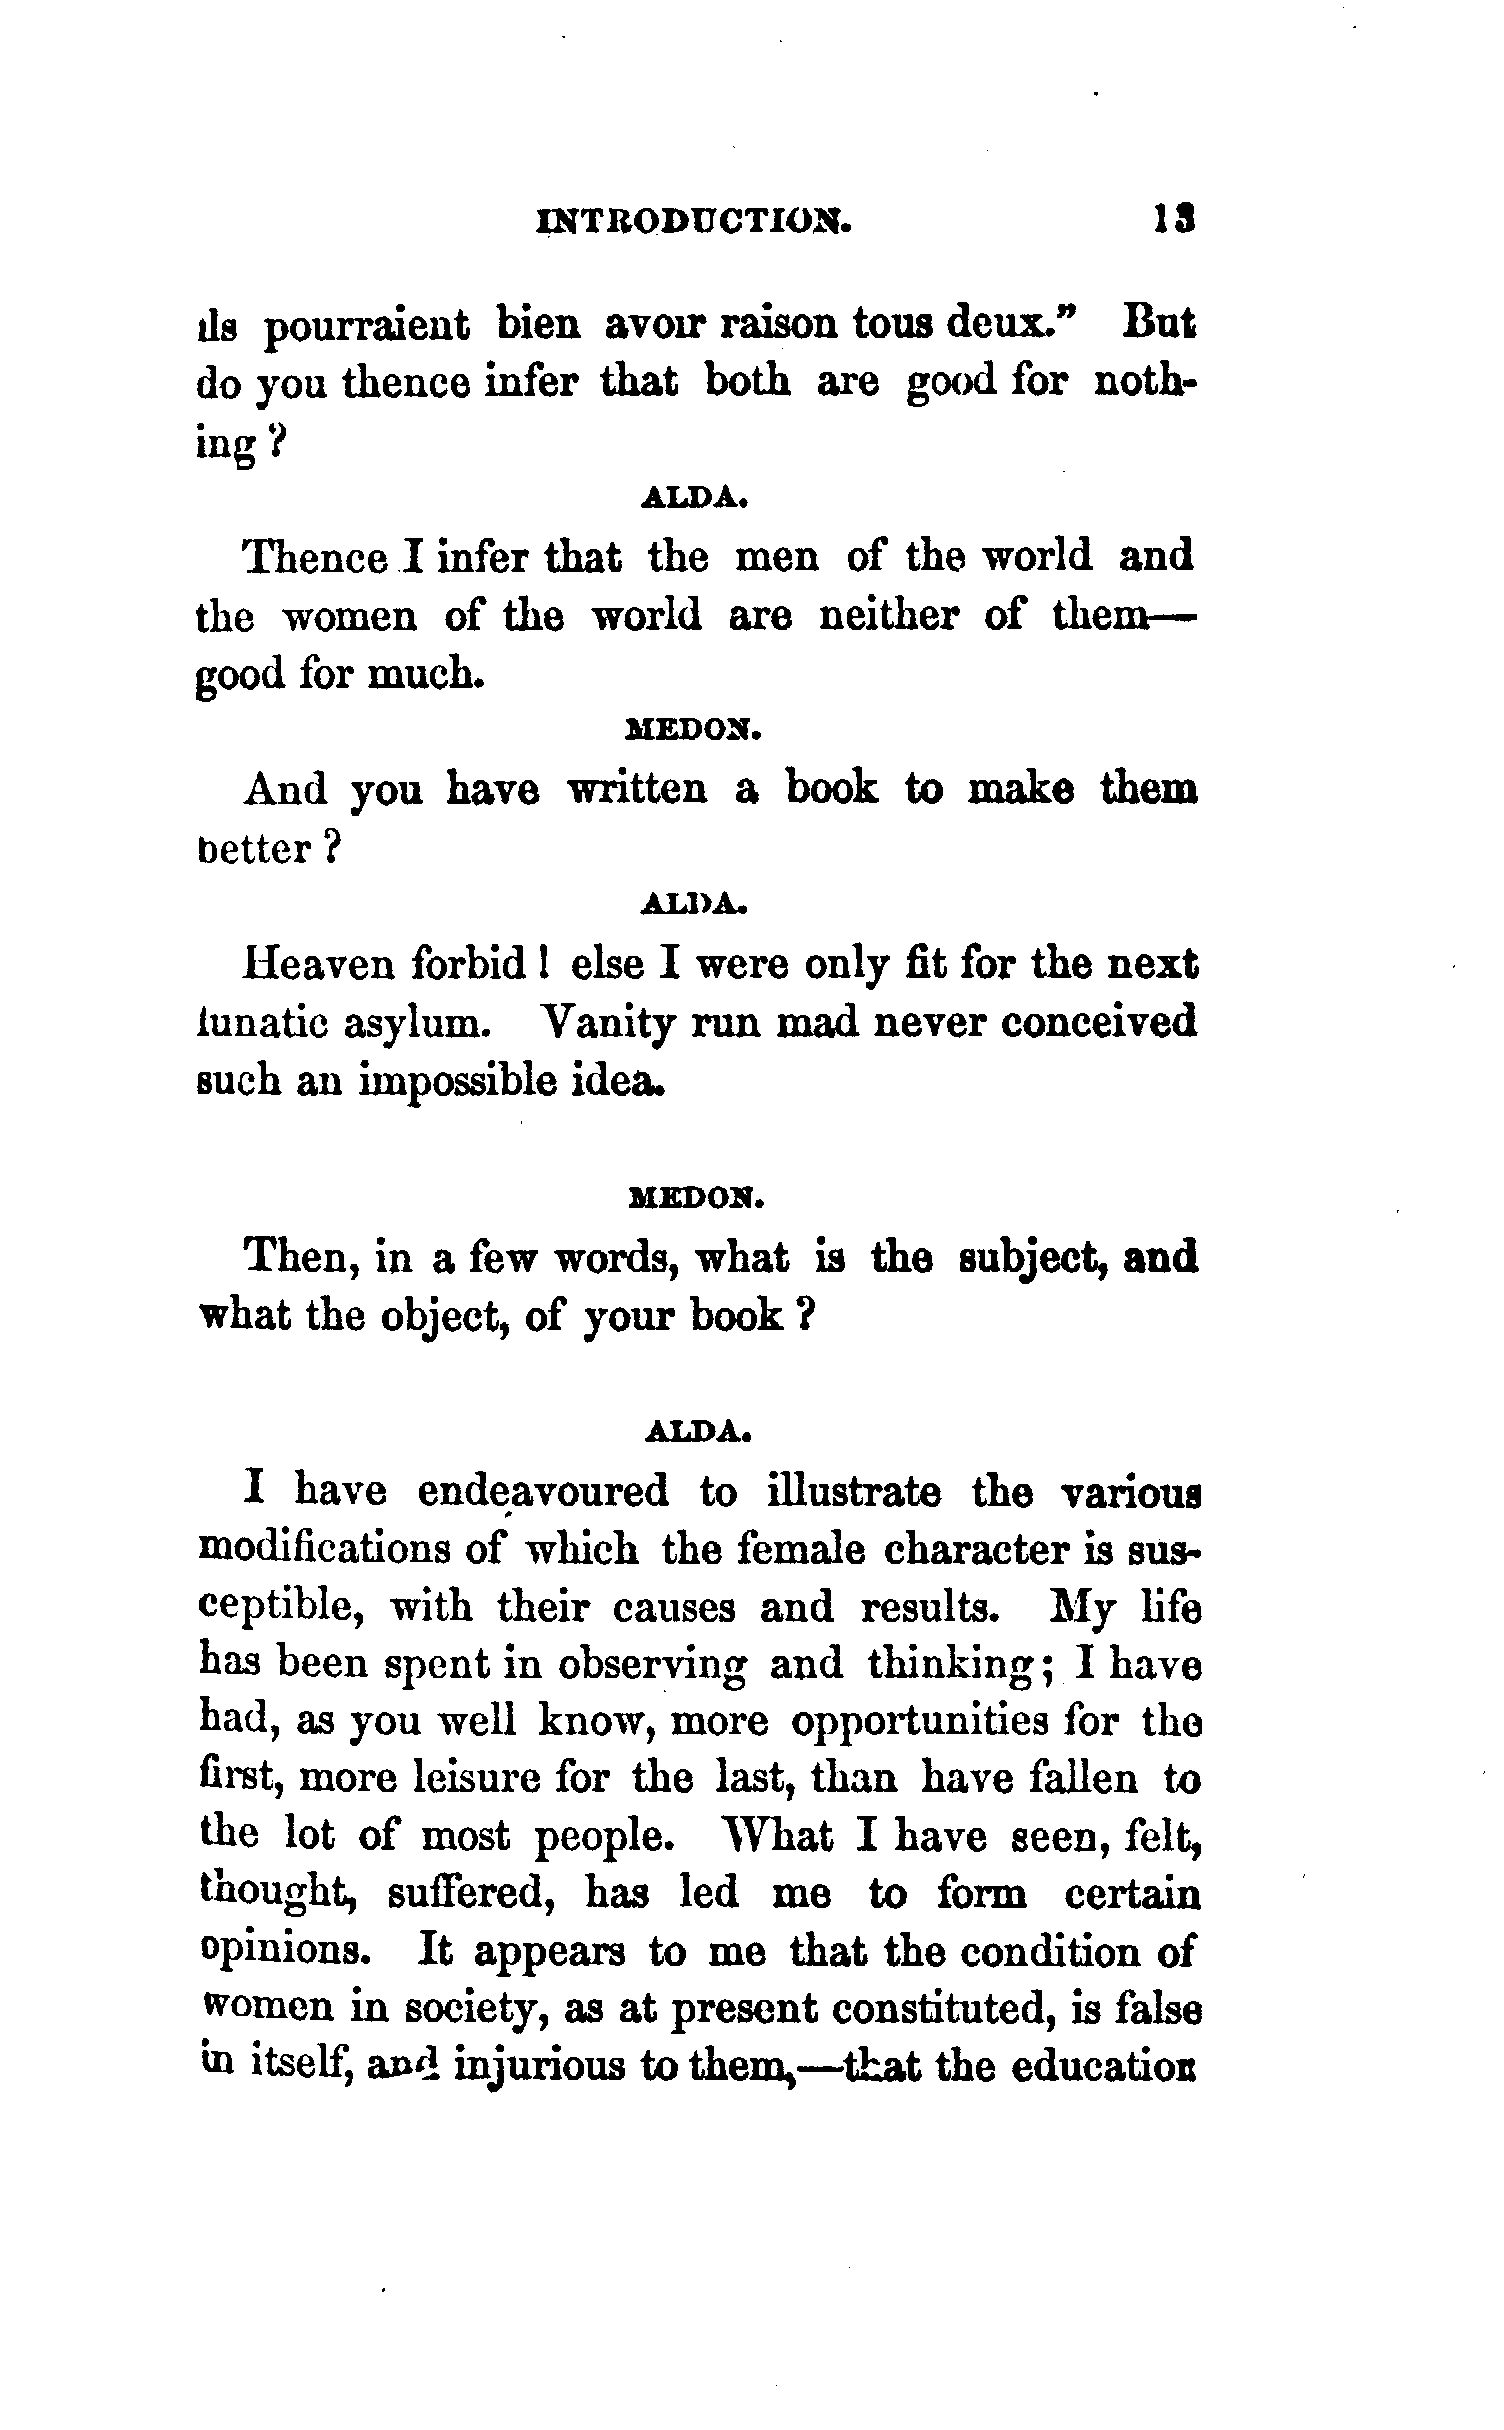 INTRODUCTION. 13
ils pourraient bien avoir raison tous deux." But
do you thence infer that both are good for noth-
ing?
ALDA.
Thence I infer that the men of the world and
the women of the world are neither of them—
good for much.
MEDON.
And you have written a book to make them
better?
ALDA.
Heaven forbid! else I were only fit for the next
lunatic asylum. Vanity run mad never conceived
such an impossible idea.
MEDON.
Then, in a few words, what is the subject, and
what the object, of your book?
ALDA.
I have endeavoured to illustrate the various
modifications of which the female character is sus-
ceptible, with their causes and results. My life
has been spent in observing and thinking; I have
had, as you well know, more opportunities for the
first, more leisure for the last, than have fallen to
the lot of most people. What I have seen, felt,
thought, suffered, has led me to form certain
opinions. It appears to me that the condition of
women in society, as at present constituted, is false
in itself, and injurious to them,—that the education